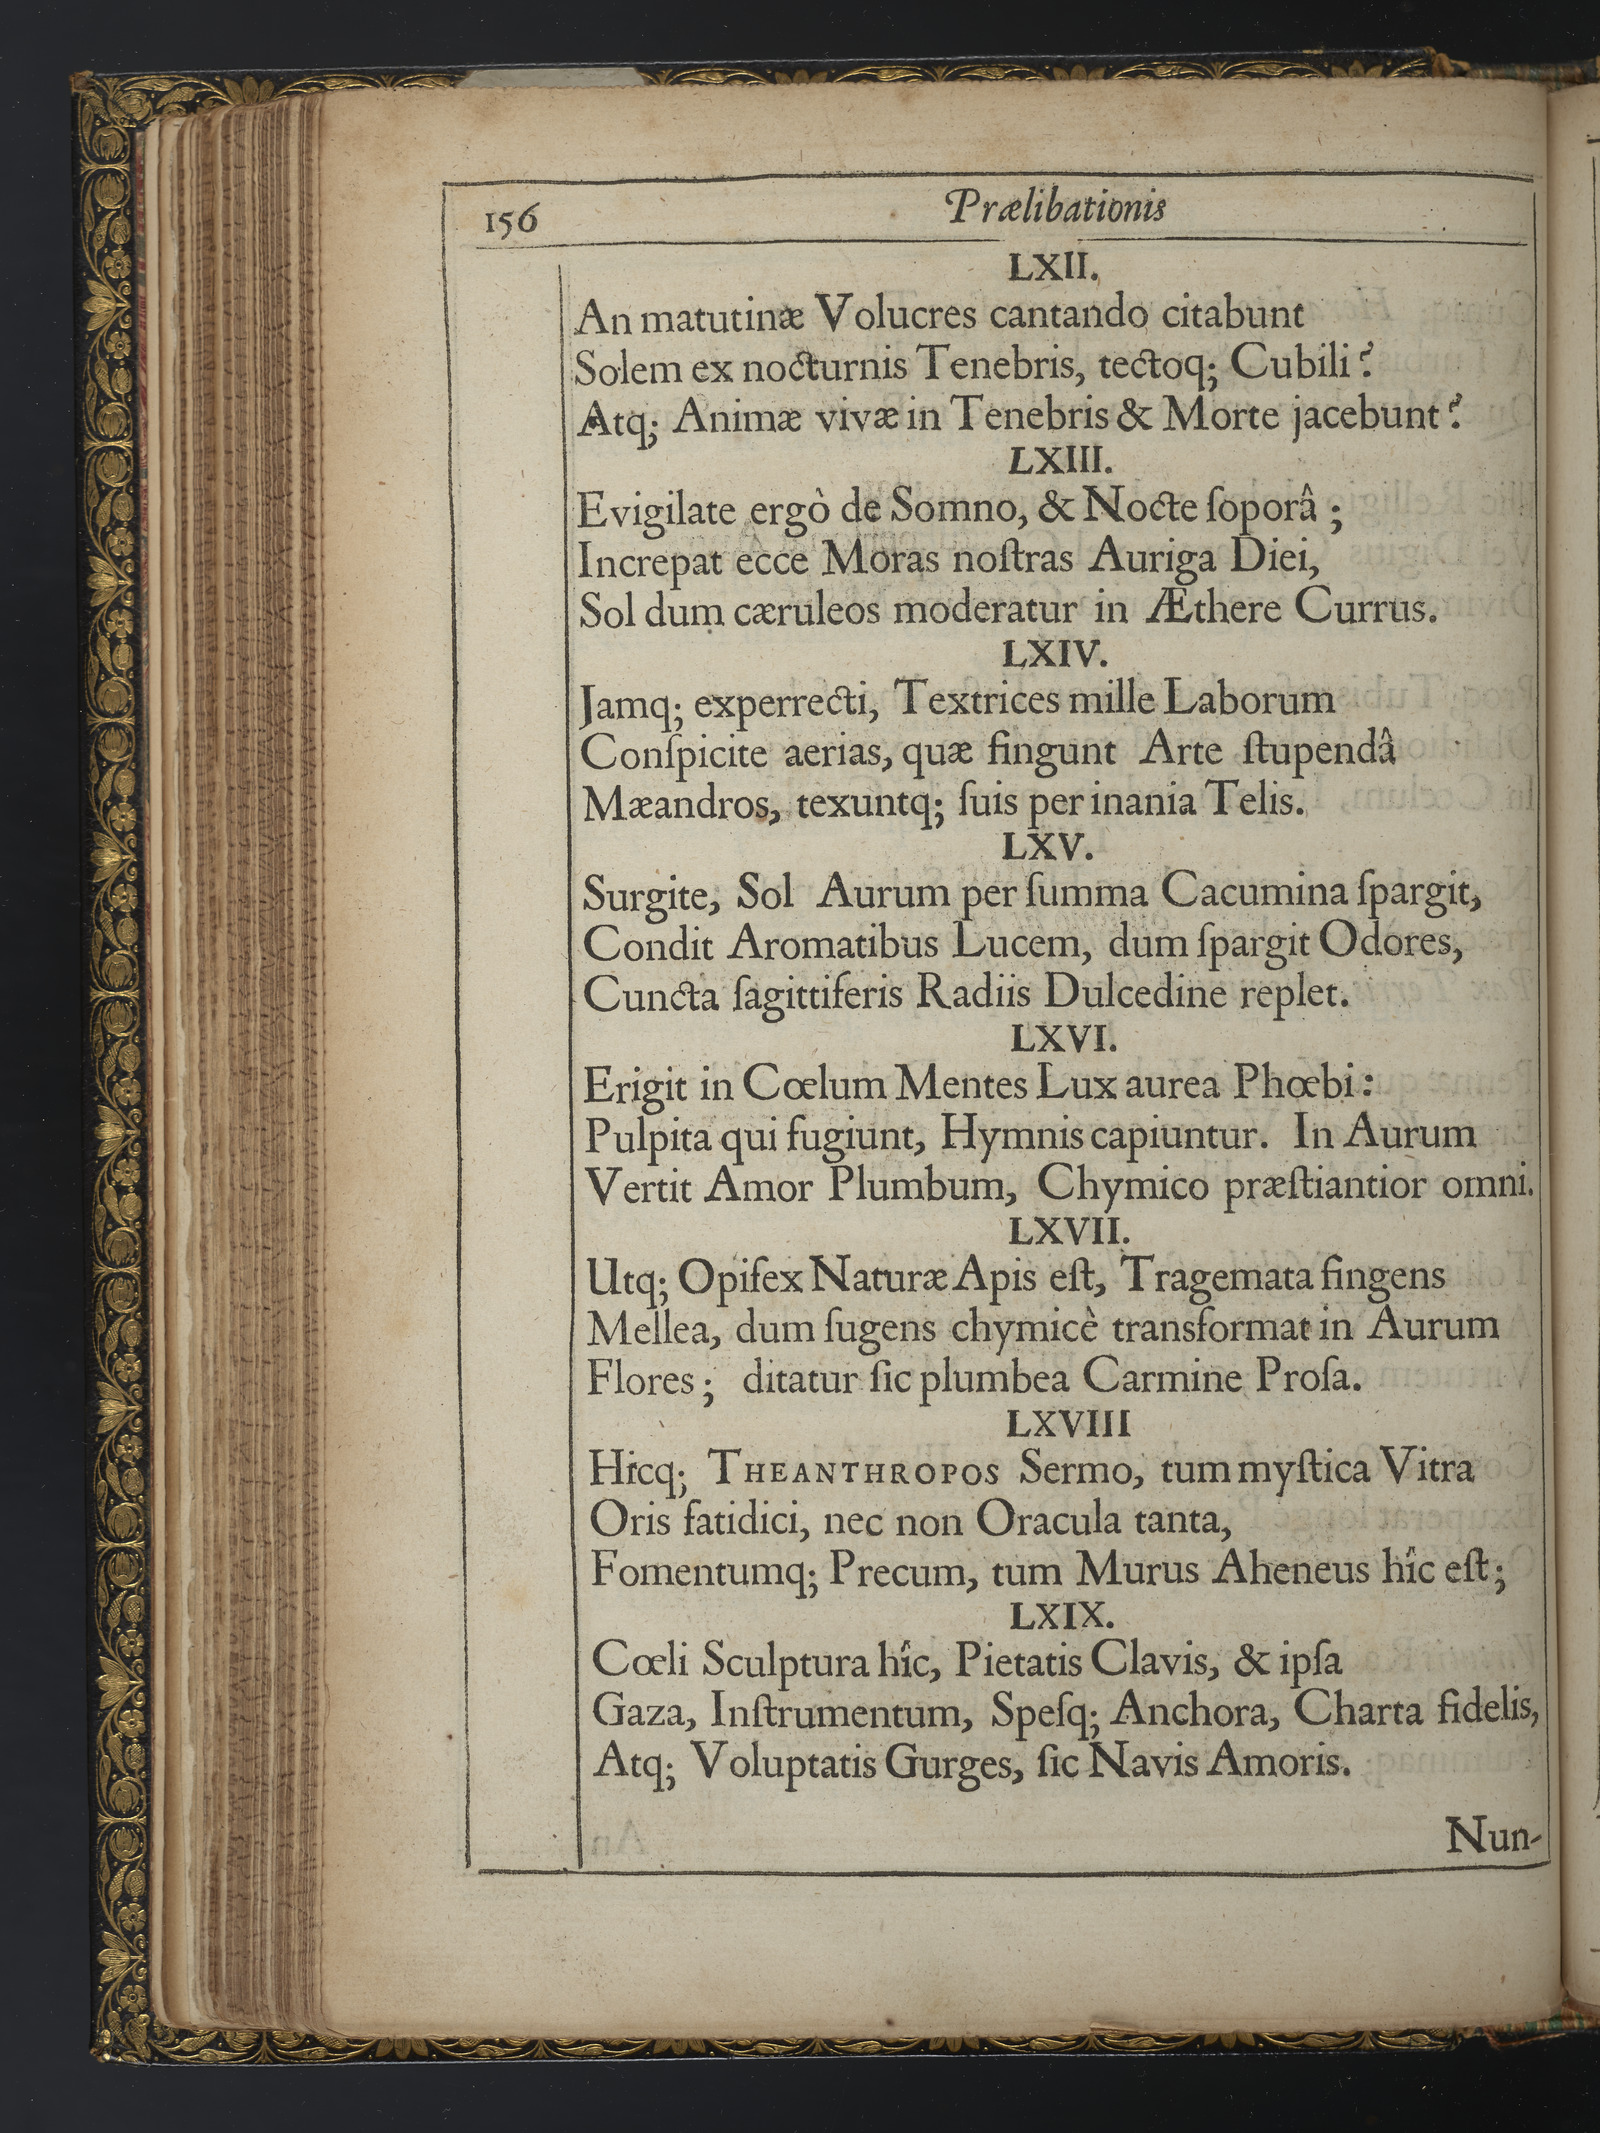 156 Prælibationis
LXII.
An matutinæ Volucres cantando citabunt
Solem ex nocturnis Tenebris, tectoq; Cubili?
Atq; Animæ vivæ in Tenebris & Morte jacebunt?
LXIII.
Evigilate ergò de Somno, & Nocte ſoporâ ;
Increpat ecce Moras noſtras Auriga Diei,
Sol dum cæruleos moderatur in Æthere Currus.
LXIV.
Jamq; experrecti, Textrices mille Laborum
Conſpicite aerias, quæ fingunt Arte ſtupendâ
Mæandros, texuntq; ſuis per inania Telis.
LXV.
Surgite, Sol Aurum per ſumma Cacumina ſpargit,
Condit Aromatibus Lucem, dum ſpargit Odores,
Cuncta ſagittiferis Radiis Dulcedine replet.
LXVI.
Erigit in Cœlum Mentes Lux aurea Phœbi:
Pulpita qui fugiunt, Hymnis capiuntur. In Aurum
Vertit Amor Plumbum, Chymico præſtiantior omni.
LXVII.
Utq; Opifex Naturæ Apis eſt, Tragemata fingens
Mellea, dum ſugens chymicè transformat in Aurum
Flores ; ditatur ſic plumbea Carmine Proſa.
LXVIII
Hicq; THEANTHROPOS Sermo, tum myſtica Vitra
Oris fatidici, nec non Oracula tanta,
Fomentumq; Precum, tum Murus Aheneus hîc eſt;
LXIX.
Cœli Sculptura hîc, Pietatis Clavis, & ipſa
Gaza, Inſtrumentum, Speſq; Anchora, Charta fidelis,
Atq; Voluptatis Gurges, ſic Navis Amoris.
Nun-